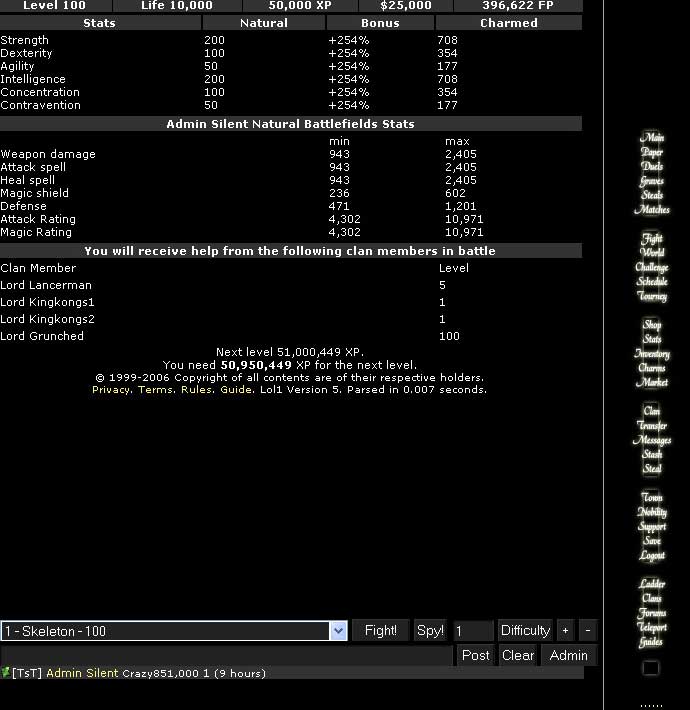 Level 100 Life 10,000 50,000 XP $25,000 396,622 FP
Stats Natural Bonus Charmed
Strength 200 +254% 708
Dexterity 100 +254% 354
Agility 50 +254% 177
Intelligence 200 +254% 708
Concentration 100 +254% 354
Contravention 50 +254% 177
Admin Silent Natural Battlefields Stats
min max
Weapon damage 943 2,405
Attack spell 943 2,405
Heal spell 943 2,405
Magic shield 236 602
Defense 471 1,201
Attack Rating 4,302 10,971
Magic Rating 4,302 10,971
You will receive help from the following clan members in battle
Clan Member Level
Lord Lancerman 5
Lord Kingkongs1 1
Lord Kingkongs2 1
Lord Grunched 100
Next level 51,000,449 XP.
You need 50,950,449 XP for the next level.
© 1999-2006 Copyright of all contents are of their respective holders.
Privacy. Terms. Rules. Guide. Lol1 Version 5. Parsed in 0.007 seconds.
1 - Skeleton - 100 Fight! Spy! 1 Difficulty + -
Post Clear Admin
[TsT] Admin Silent Crazy851,000 1 (9 hours)
Main
Paper
Duels
Graves
Steals
Matches
Fight
World
Challenge
Schedule
Tourney
Shop
Stats
Inventory
Charms
Market
Clan
Transfer
Messages
Stash
Steal
Town
Nobility
Support
Save
Logout
Ladder
Clans
Forums
Teleport
Guides
......